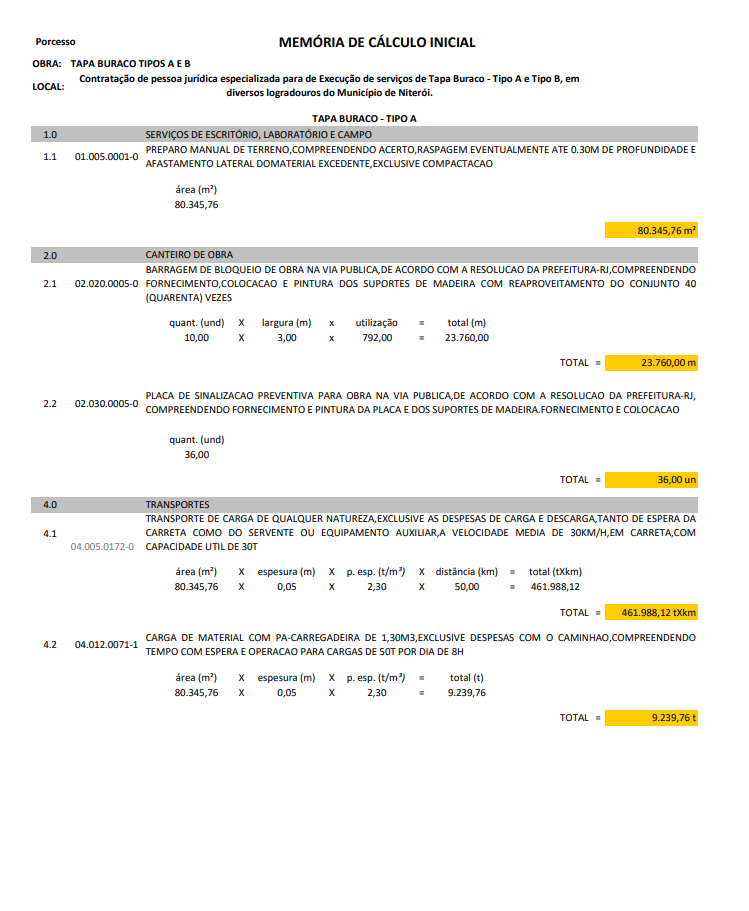 Porcesso
MEMÓRIA DE CÁLCULO INICIAL
OBRA: TAPA BURACO TIPOS A E B
LOCAL: Contratação de pessoa jurídica especializada para de Execução de serviços de Tapa Buraco - Tipo A e Tipo B, em
diversos logradouros do Município de Niterói.
TAPA BURACO - TIPO A
1.0 SERVIÇOS DE ESCRITÓRIO, LABORATÓRIO E CAMPO
1.1 01.005.0001-0 PREPARO MANUAL DE TERRENO,COMPREENDENDO ACERTO,RASPAGEM EVENTUALMENTE ATE 0.30M DE PROFUNDIDADE E
AFASTAMENTO LATERAL DOMATERIAL EXCEDENTE,EXCLUSIVE COMPACTACAO
área (m²)
80.345,76
80.345,76 m²
2.0 CANTEIRO DE OBRA
BARRAGEM DE BLOQUEIO DE OBRA NA VIA PUBLICA,DE ACORDO COM A RESOLUCAO DA PREFEITURA-RJ,COMPREENDENDO
2.1 02.020.0005-0 FORNECIMENTO,COLOCACAO E PINTURA DOS SUPORTES DE MADEIRA COM REAPROVEITAMENTO DO CONJUNTO 40
(QUARENTA) VEZES
quant. (und) X largura (m) x utilização = total (m)
10,00 X 3,00 x 792,00 = 23.760,00
TOTAL = 23.760,00 m
2.2 02.030.0005-0 PLACA DE SINALIZACAO PREVENTIVA PARA OBRA NA VIA PUBLICA,DE ACORDO COM A RESOLUCAO DA PREFEITURA-RJ,
COMPREENDENDO FORNECIMENTO E PINTURA DA PLACA E DOS SUPORTES DE MADEIRA.FORNECIMENTO E COLOCACAO
quant. (und)
36,00
TOTAL = 36,00 un
4.0 TRANSPORTES
TRANSPORTE DE CARGA DE QUALQUER NATUREZA,EXCLUSIVE AS DESPESAS DE CARGA E DESCARGA,TANTO DE ESPERA DA
4.1 CARRETA COMO DO SERVENTE OU EQUIPAMENTO AUXILIAR,A VELOCIDADE MEDIA DE 30KM/H,EM CARRETA,COM
04.005.0172-0 CAPACIDADE UTIL DE 30T
área (m²) X espesura (m) X p. esp. (t/m³) X distância (km) = total (tXkm)
80.345,76 X 0,05 X 2,30 X 50,00 = 461.988,12
TOTAL = 461.988,12 tXkm
4.2 04.012.0071-1 CARGA DE MATERIAL COM PA-CARREGADEIRA DE 1,30M3,EXCLUSIVE DESPESAS COM O CAMINHAO,COMPREENDENDO
TEMPO COM ESPERA E OPERACAO PARA CARGAS DE 50T POR DIA DE 8H
área (m²) X espesura (m) X p. esp. (t/m³) = total (t)
80.345,76 X 0,05 X 2,30 = 9.239,76
TOTAL = 9.239,76 t